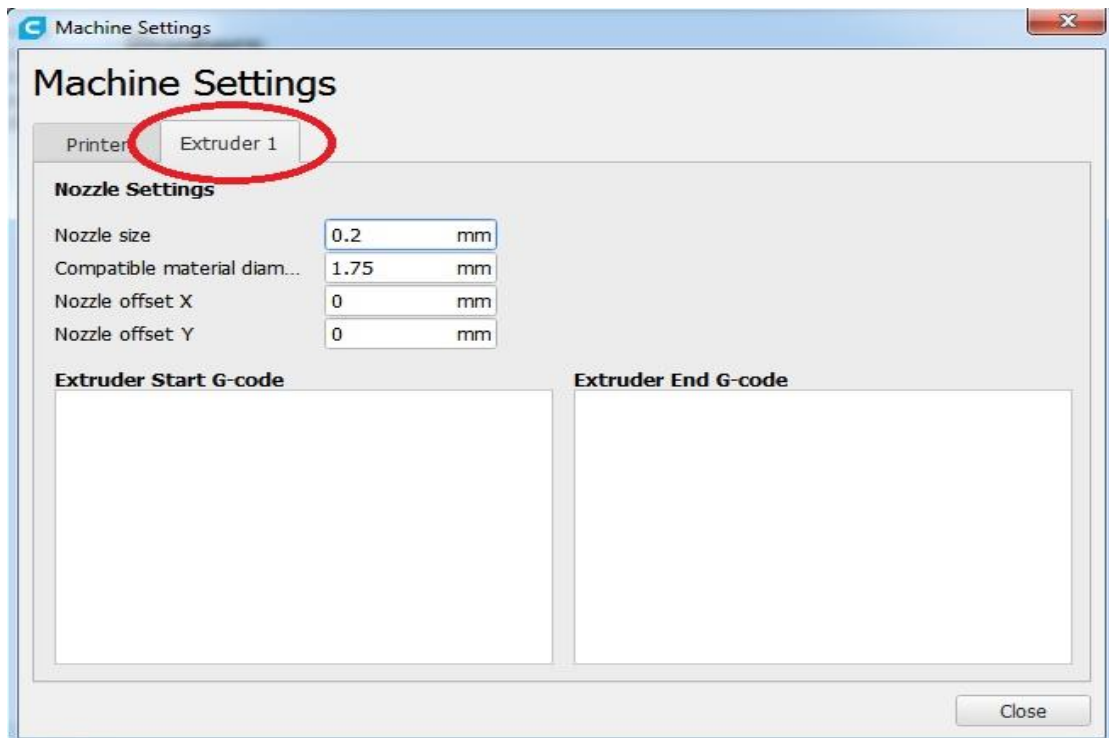 Machine Settings
Machine Settings
Printer Extruder 1
Nozzle Settings
Nozzle size 0.2 mm
Compatible material diam... 1.75 mm
Nozzle offset X 0 mm
Nozzle offset Y 0 mm
Extruder Start G-code Extruder End G-code
Close